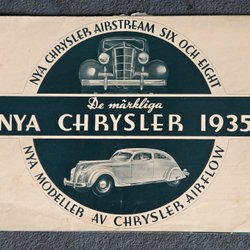 NYA CHRYSLER AIRSTREAM SIX OCH EIGHT
De märkliga
NYA CHRYSLER 1935
NYA MODELLER AV CHRYSLER AIRFLOW